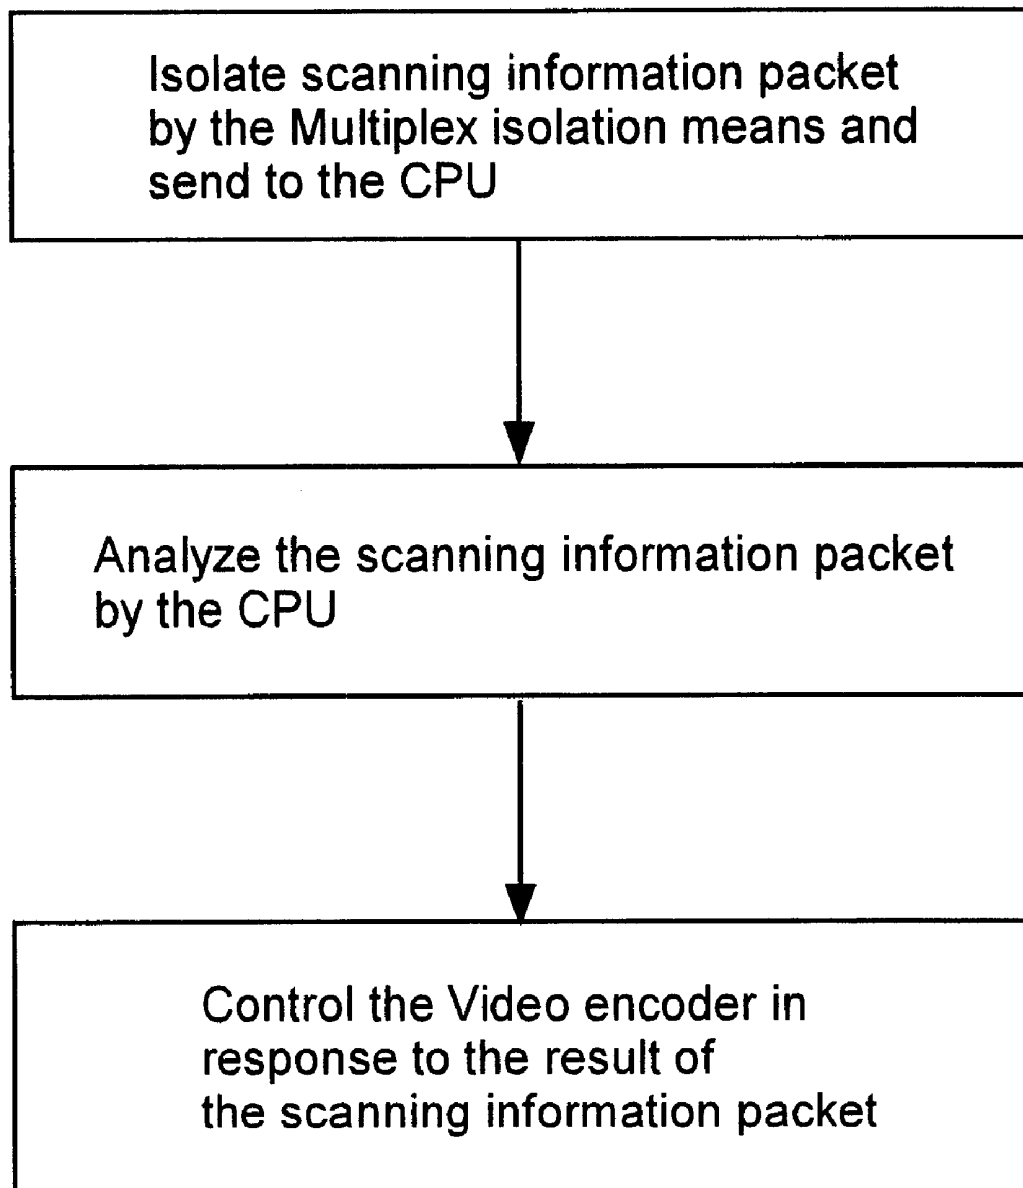 Isolate scanning information packet
by the Multiplex isolation means and
send to the CPU
Analyze the scanning information packet
by the CPU
Control the Video encoder in
response to the result of
the scanning information packet